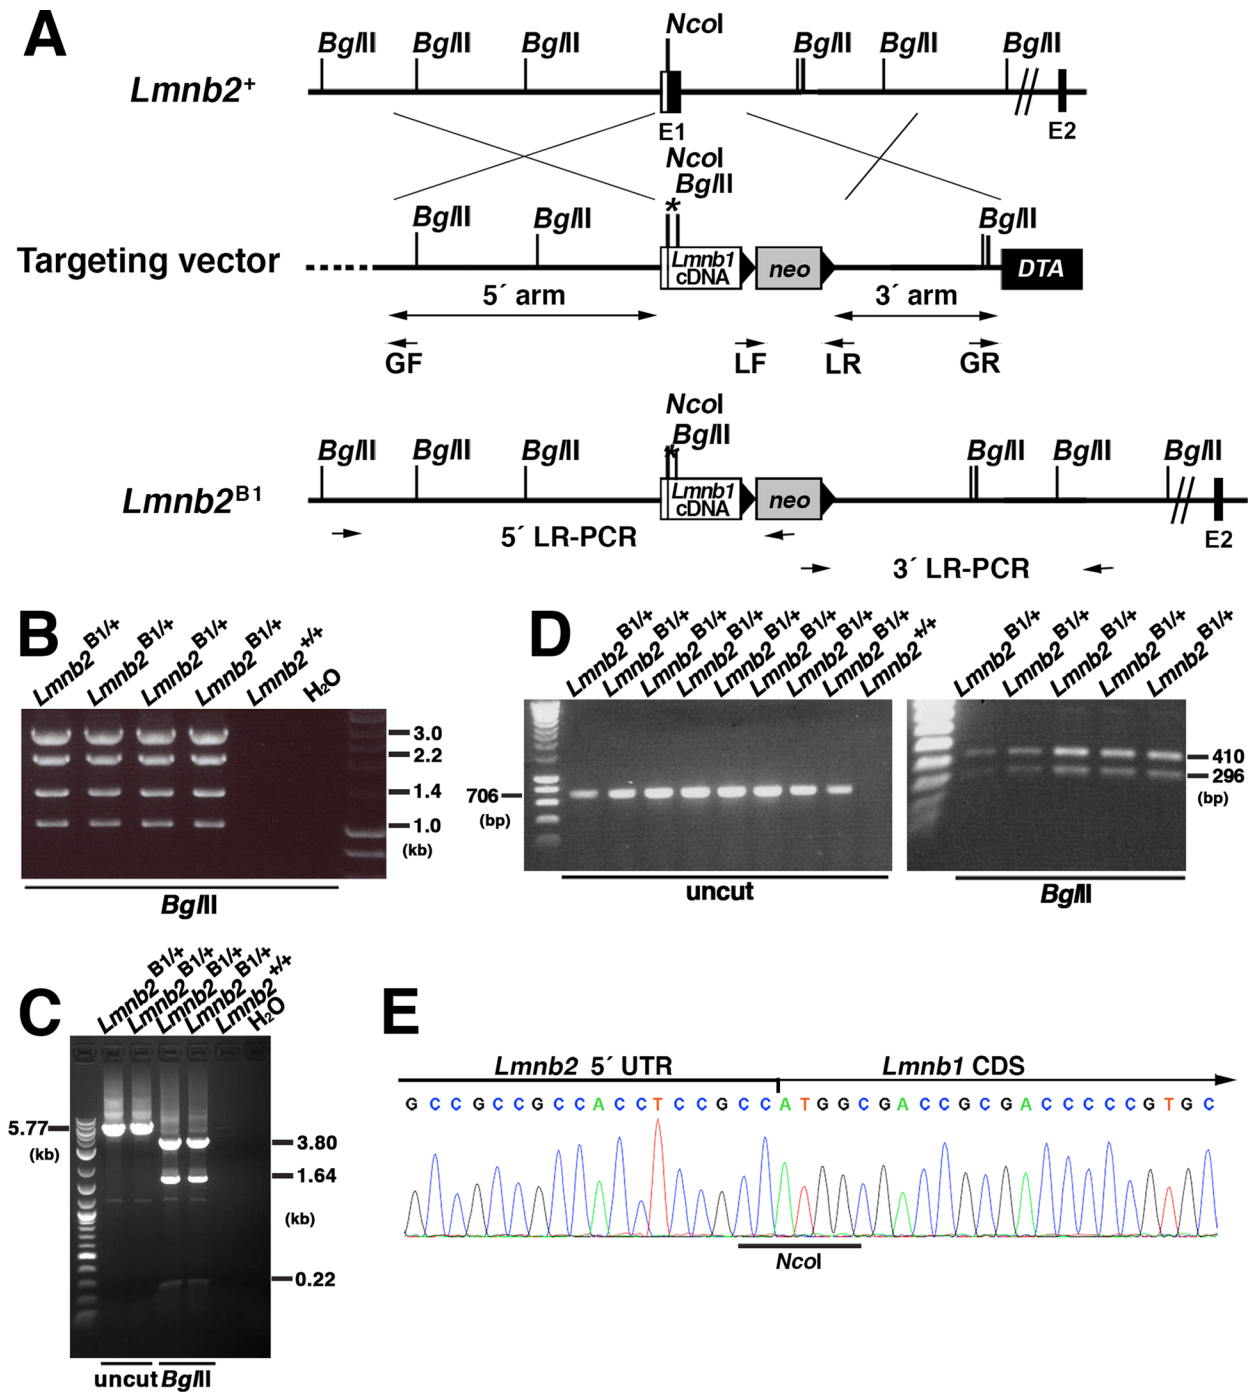 A
NcoI
BglII BglII BglII BglII BglII BglII
Lmnb2+
E1 E2
NcoI
BglII
*
BglII BglII BglII
Targeting vector
Lmnb1 cDNA
neo
DTA
5´ arm 3´ arm
GF LF LR GR
NcoI
BglII
*
BglII BglII BglII BglII BglII BglII
Lmnb2B1
Lmnb1 cDNA
neo
E2
5´ LR-PCR
3´ LR-PCR
B
Lmnb2B1/+ Lmnb2B1/+ Lmnb2B1/+ Lmnb2B1/+ Lmnb2+/+ H2O
3.0
2.2
1.4
1.0
(kb)
BglII
D
Lmnb2B1/+ Lmnb2B1/+ Lmnb2B1/+ Lmnb2B1/+ Lmnb2B1/+ Lmnb2B1/+ Lmnb2B1/+ Lmnb2B1/+ Lmnb2+/+
706
(bp)
uncut
Lmnb2B1/+ Lmnb2B1/+ Lmnb2B1/+ Lmnb2B1/+ Lmnb2B1/+
410
296
(bp)
BglII
C
Lmnb2B1/+ Lmnb2B1/+ Lmnb2B1/+ Lmnb2B1/+ Lmnb2+/+ H2O
5.77
(kb)
3.80
1.64
(kb)
0.22
uncut BglII
E
Lmnb2 5´ UTR Lmnb1 CDS
G C C G C C G C C A C C T C C G C C A T G G C G A C C G C G A C C C C C G T G C
NcoI